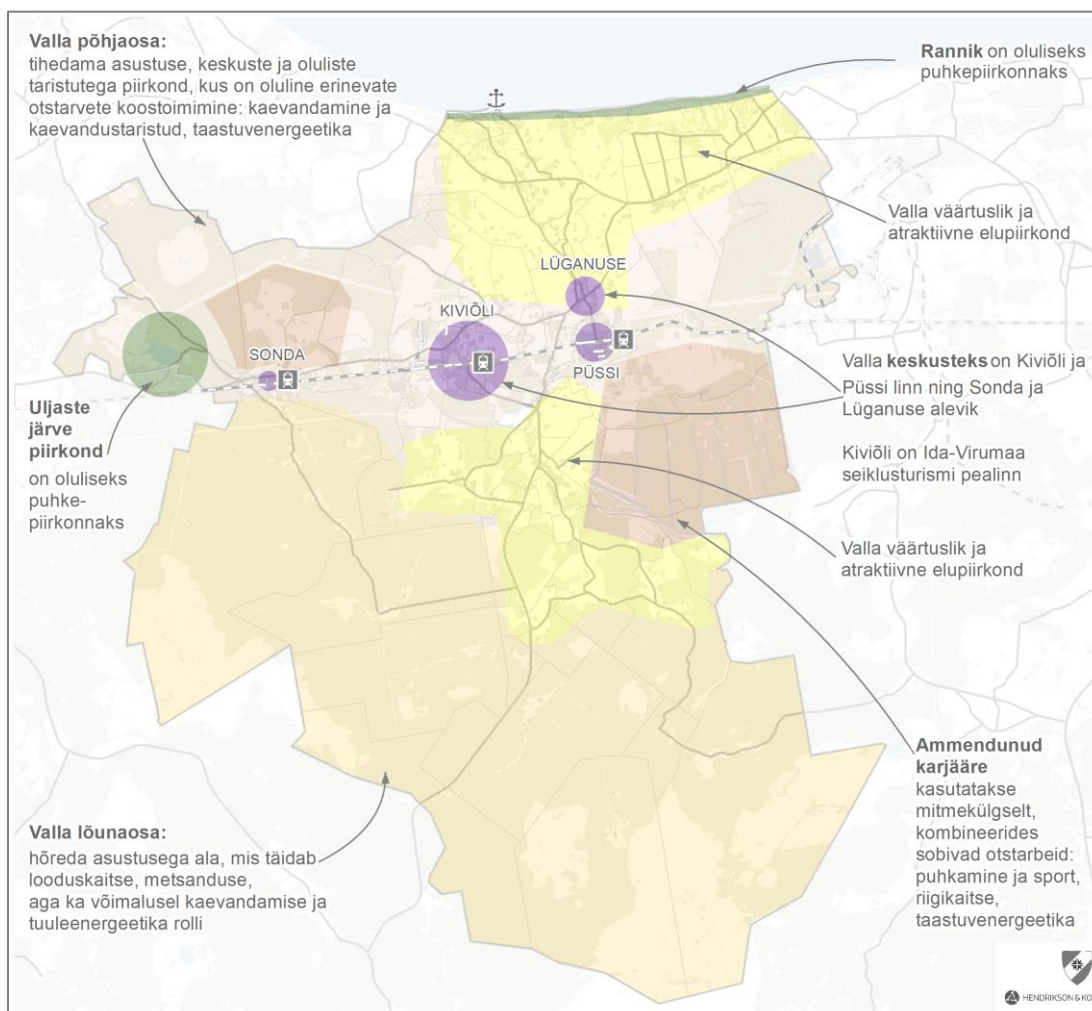 Valla põhjaosa:
tihedama asustuse, keskuste ja oluliste
taristutega piirkond, kus on oluline erinevate
otstarvete koostoimimine: kaevandamine ja
kaevandustaristud, taastuvenergeetika
Rannik on oluliseks
puhkepiirkonnaks
Valla väärtuslik ja
atraktiivne elupiirkond
LÜGANUSE
KIVIÕLI
SONDA
PÜSSI
Valla keskusteks on Kiviõli ja
Püssi linn ning Sonda ja
Lüganuse alevik
Kiviõli on Ida-Virumaa
seiklusturismi pealinn
Uljaste
järve
piirkond
on oluliseks
puhke-
piirkonnaks
Valla väärtuslik ja
atraktiivne elupiirkond
Ammendunud
karjääre
kasutatakse
mitmekülgselt,
kombineerides
sobivad otstarbeid:
puhkamine ja sport,
riigikaitse,
taastuvenergeetika
Valla lõunaosa:
hõreda asustusega ala, mis täidab
looduskaitse, metsanduse,
aga ka võimalusel kaevandamise ja
tuuleenergeetika rolli
HENDRIKSON & KO